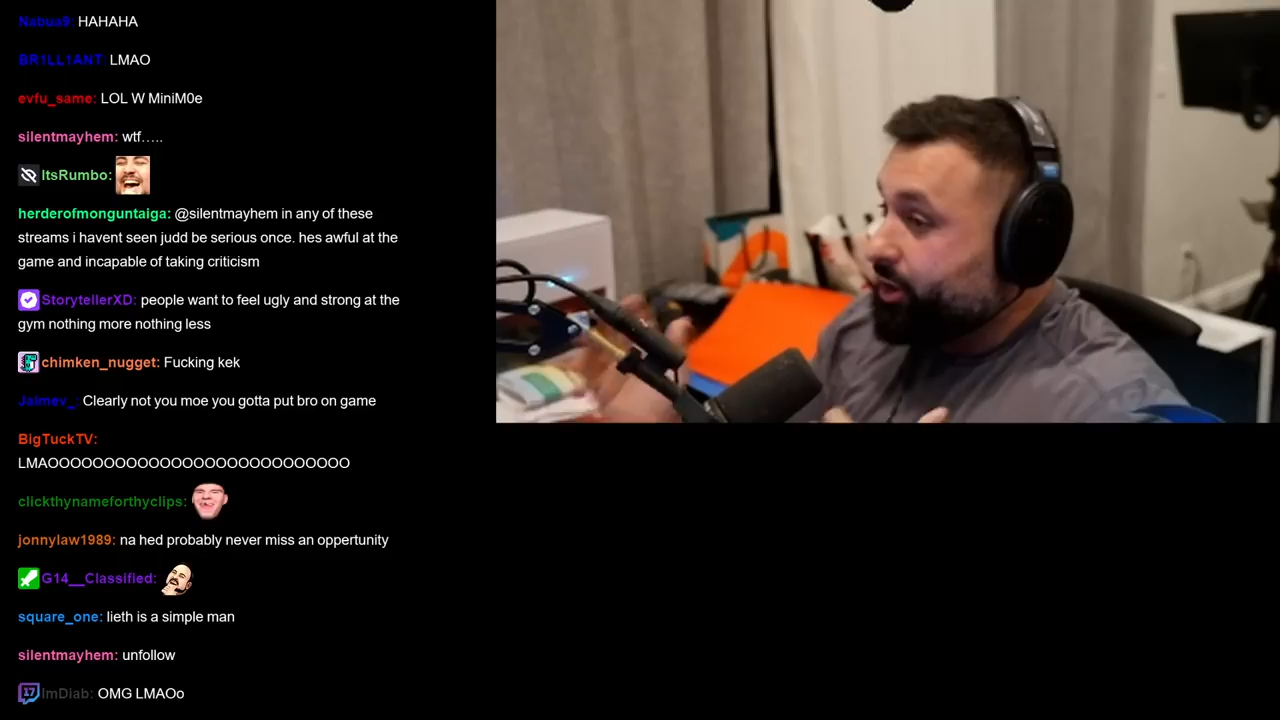 Nabua9: HAHAHA
BR1LL1ANT: LMAO
evfu_same: LOL W MiniM0e
silentmayhem: wtf…..
ItsRumbo:
herderofmonguntaiga: @silentmayhem in any of these
streams i havent seen judd be serious once. hes awful at the
game and incapable of taking criticism
StorytellerXD: people want to feel ugly and strong at the
gym nothing more nothing less
chimken_nugget: Fucking kek
Jaimev_: Clearly not you moe you gotta put bro on game
BigTuckTV:
LMAOOOOOOOOOOOOOOOOOOOOOOOOOOO
clickthynameforthyclips:
jonnylaw1989: na hed probably never miss an oppertunity
G14__Classified:
square_one: lieth is a simple man
silentmayhem: unfollow
17 ImDiab: OMG LMAOo